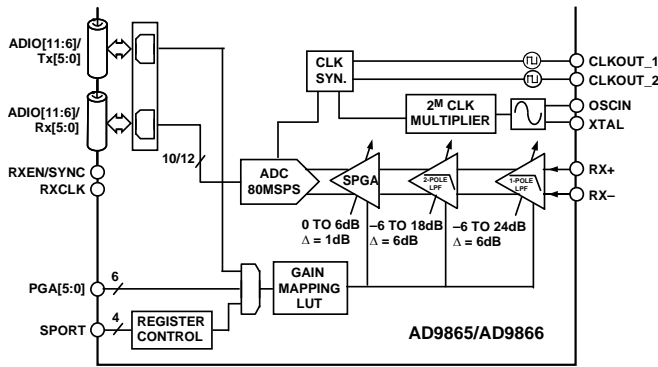 ADIO[11:6]/
Tx[5:0]
ADIO[11:6]/
Rx[5:0]
RXEN/SYNC
RXCLK
PGA[5:0]
SPORT
10/12
6
4
CLK
SYN.
2M CLK
MULTIPLIER
CLKOUT_1
CLKOUT_2
OSCIN
XTAL
ADC
80MSPS
SPGA
2-POLE
LPF
1-POLE
LPF
RX+
RX–
0 TO 6dB
Δ = 1dB
–6 TO 18dB
Δ = 6dB
–6 TO 24dB
Δ = 6dB
GAIN
MAPPING
LUT
REGISTER
CONTROL
AD9865/AD9866